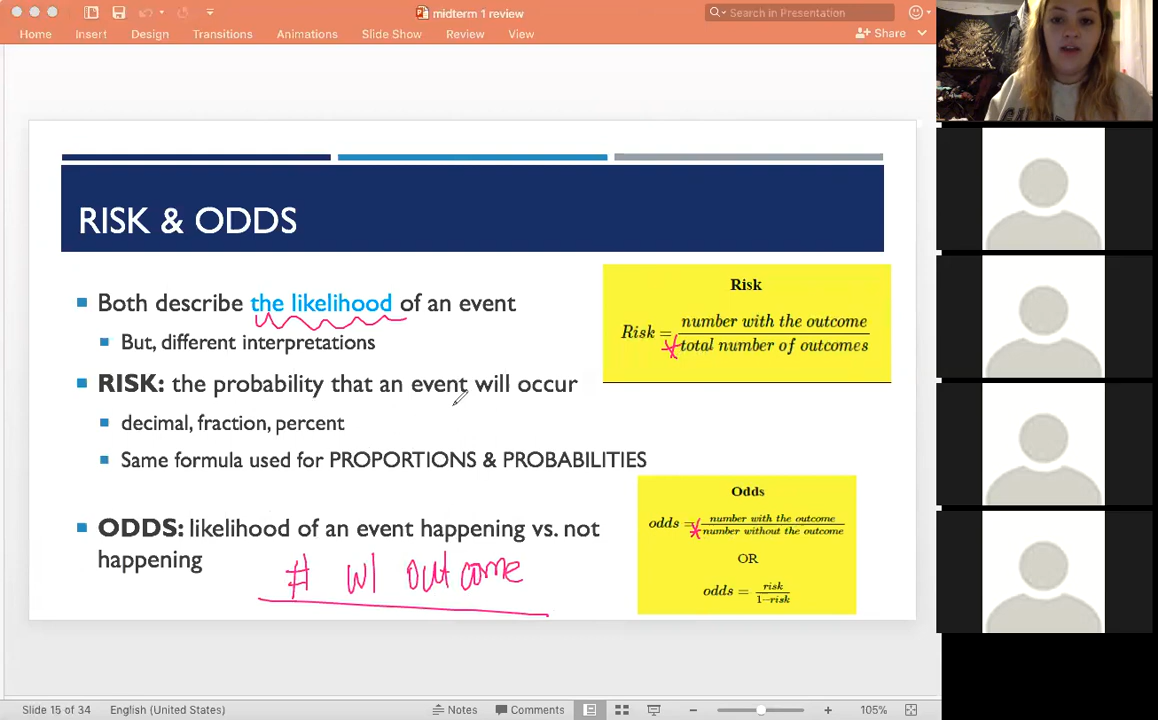 midterm 1 review
Search in Presentation
Home Insert Design Transitions Animations Slide Show Review View Share
RISK & ODDS
Both describe the likelihood of an event
But, different interpretations
RISK: the probability that an event will occur
decimal, fraction, percent
Same formula used for PROPORTIONS & PROBABILITIES
ODDS: likelihood of an event happening vs. not
happening
# w/ outcome
Risk
Risk = number with the outcome
total number of outcomes
Odds
odds = number with the outcome
number without the outcome
OR
odds = risk
1−risk
Slide 15 of 34 English (United States) Notes Comments 105%